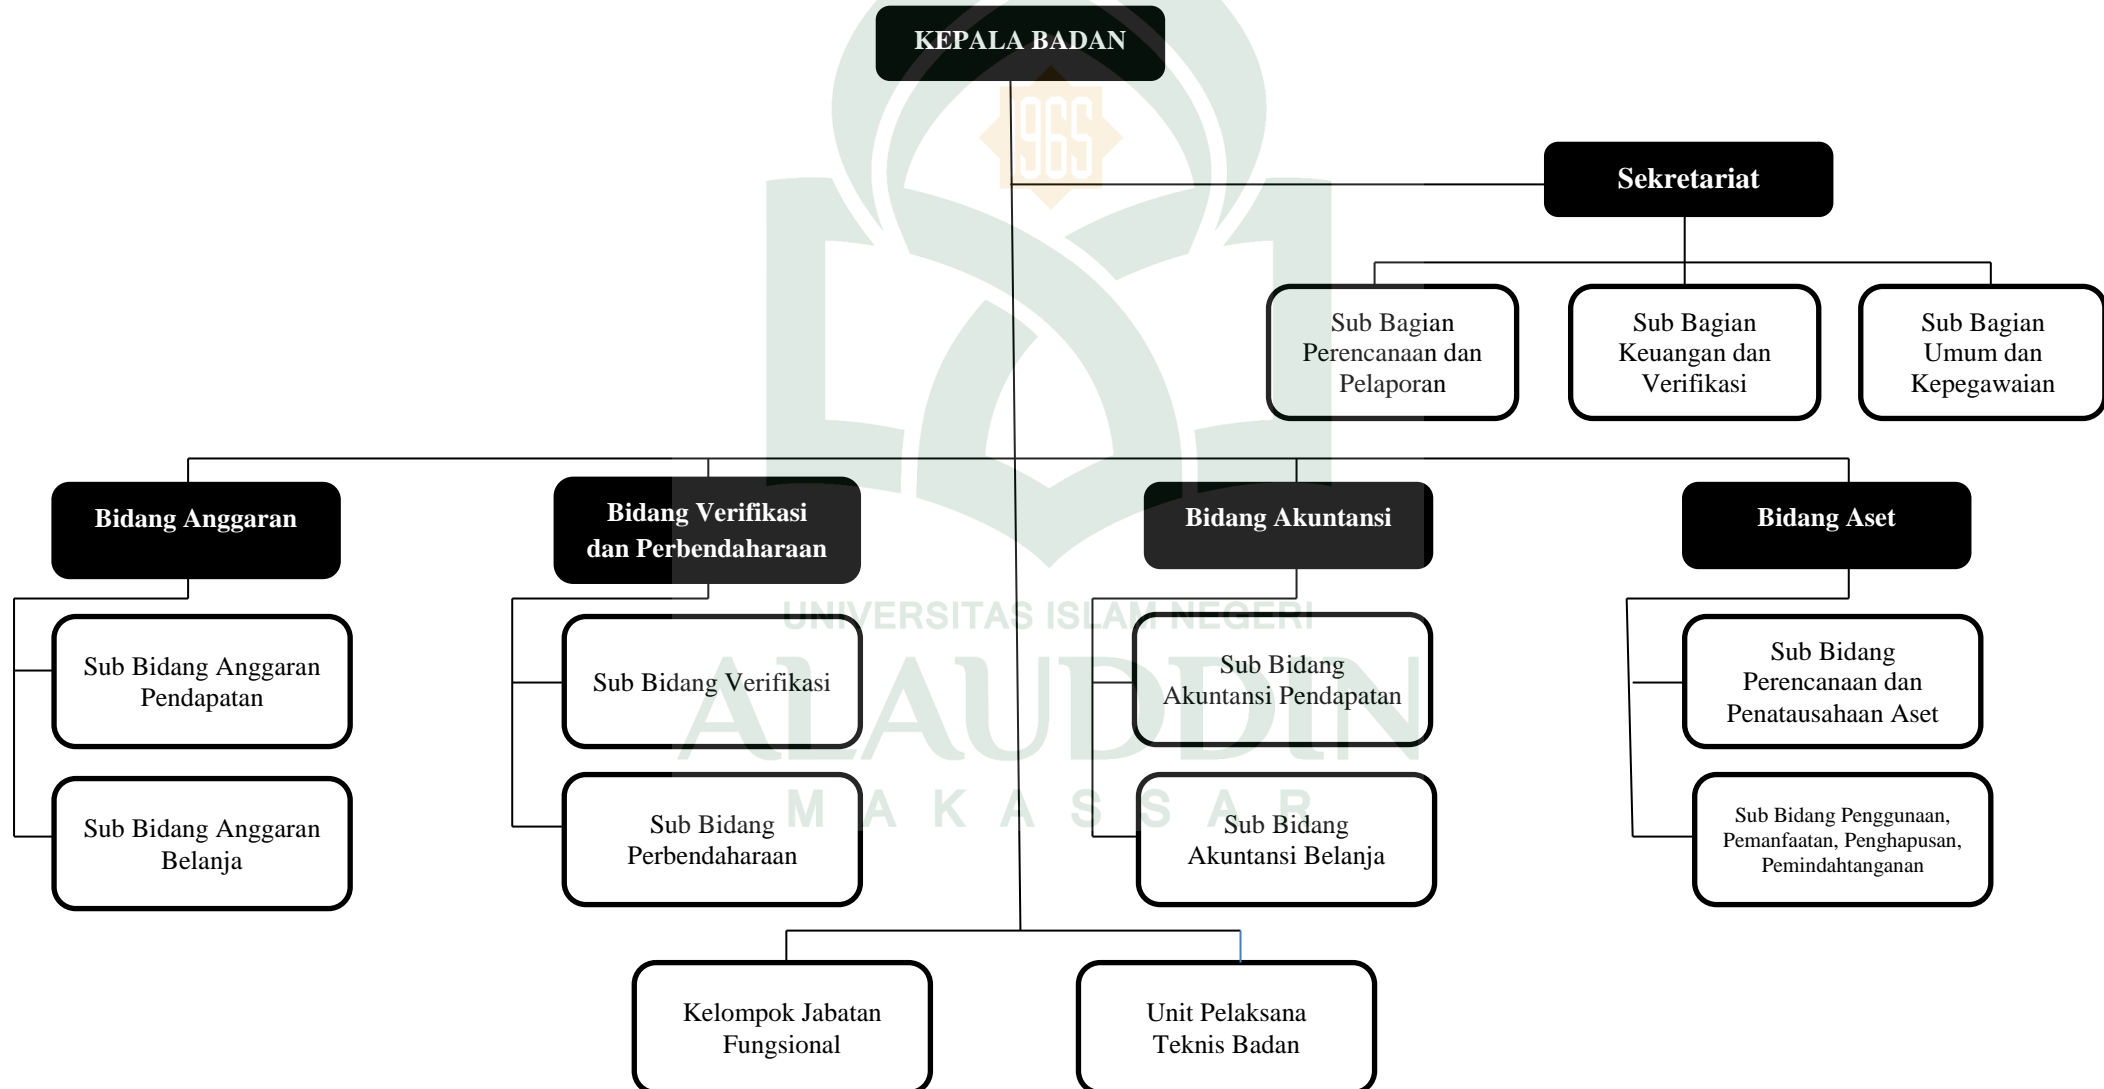 KEPALA BADAN
1965
Sekretariat
Sub Bagian
Perencanaan dan
Pelaporan
Sub Bagian
Keuangan dan
Verifikasi
Sub Bagian
Umum dan
Kepegawaian
Bidang Anggaran
Bidang Verifikasi
dan Perbendaharaan
Bidang Akuntansi
Bidang Aset
UNIVERSITAS ISLAM NEGERI
ALAUDDIN
MAKASSAR
Sub Bidang Anggaran
Pendapatan
Sub Bidang Verifikasi
Sub Bidang
Akuntansi Pendapatan
Sub Bidang
Perencanaan dan
Penatausahaan Aset
Sub Bidang Anggaran
Belanja
Sub Bidang
Perbendaharaan
Sub Bidang
Akuntansi Belanja
Sub Bidang Penggunaan,
Pemanfaatan, Penghapusan,
Pemindahtanganan
Kelompok Jabatan
Fungsional
Unit Pelaksana
Teknis Badan